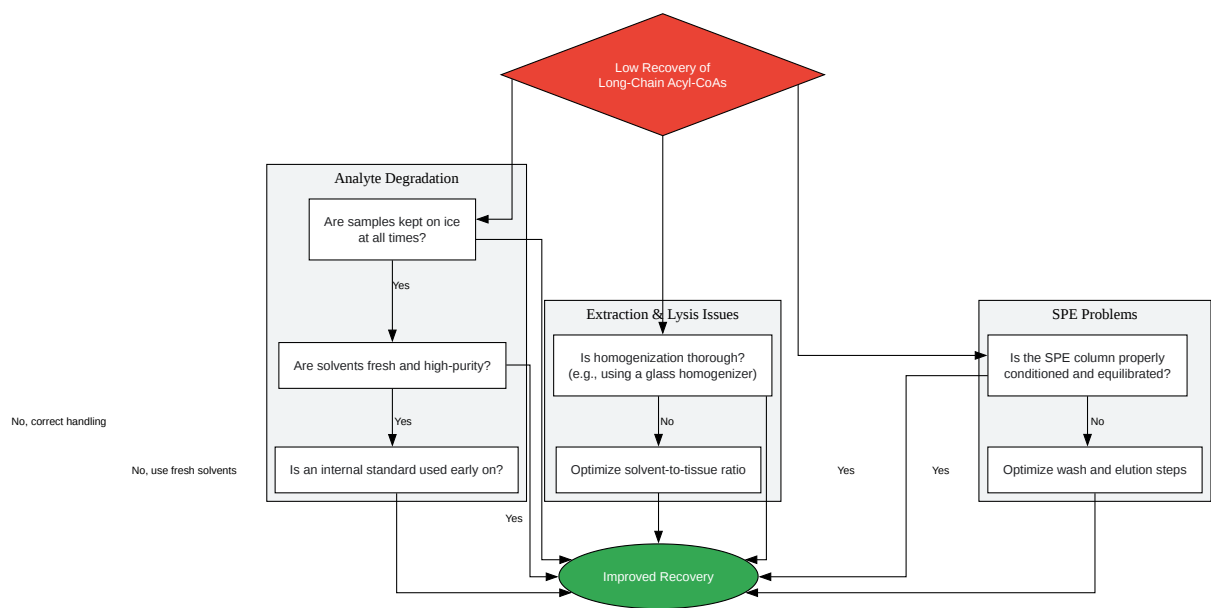 Low Recovery of
Long-Chain Acyl-CoAs
Analyte Degradation
Are samples kept on ice
at all times?
Yes
Extraction & Lysis Issues
SPE Problems
Are solvents fresh and high-purity?
Is homogenization thorough?
(e.g., using a glass homogenizer)
Is the SPE column properly
conditioned and equilibrated?
No, correct handling
Yes
No
No
No, use fresh solvents
Is an internal standard used early on?
Optimize solvent-to-tissue ratio
Yes
Yes
Optimize wash and elution steps
Yes
Improved Recovery